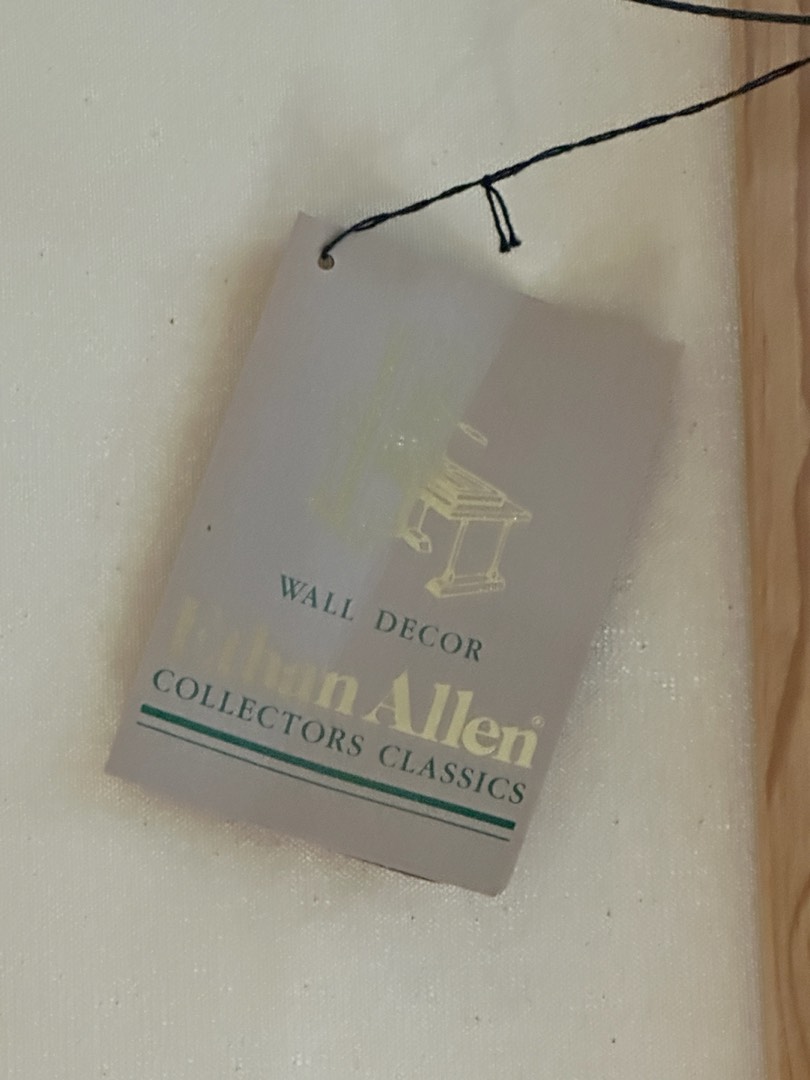 WALL DECOR
Ethan Allen®
COLLECTORS CLASSICS